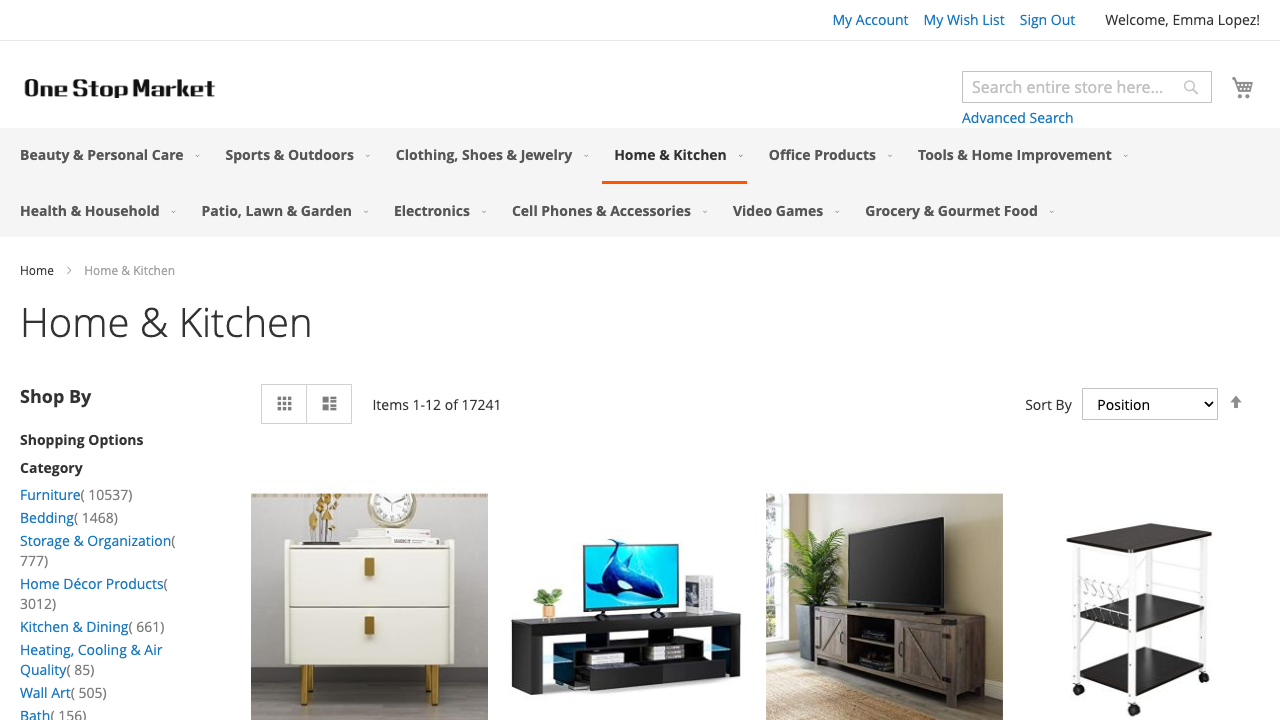 My Account My Wish List Sign Out Welcome, Emma Lopez!
One Stop Market
Search entire store here...
Advanced Search
Beauty & Personal Care Sports & Outdoors Clothing, Shoes & Jewelry Home & Kitchen Office Products Tools & Home Improvement
Health & Household Patio, Lawn & Garden Electronics Cell Phones & Accessories Video Games Grocery & Gourmet Food
Home Home & Kitchen
Home & Kitchen
Shop By
Items 1-12 of 17241
Sort By Position
Shopping Options
Category
Furniture( 10537)
Bedding( 1468)
Storage & Organization(
777)
Home Décor Products(
3012)
Kitchen & Dining( 661)
Heating, Cooling & Air
Quality( 85)
Wall Art( 505)
Bath( 156)